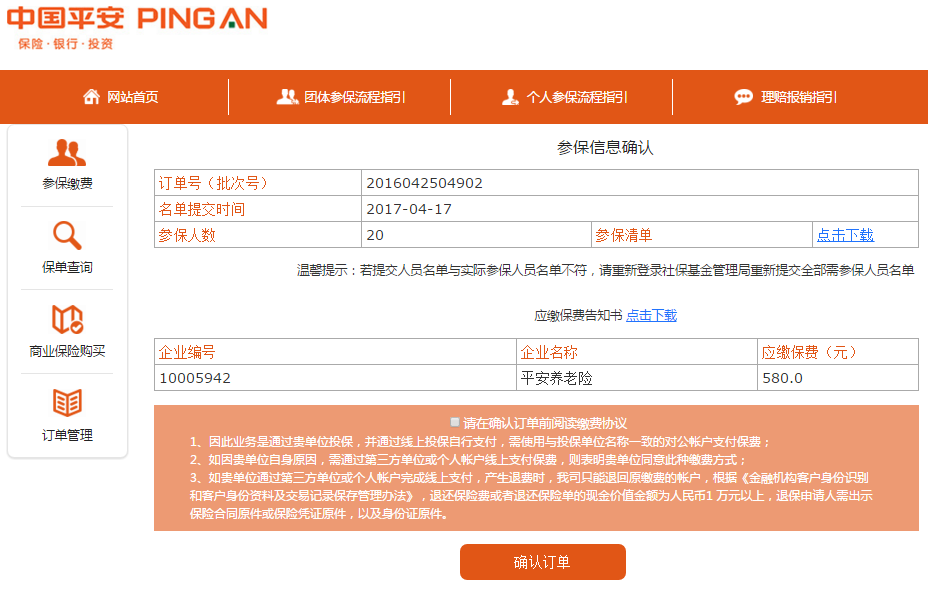 中国平安 PING AN
保险·银行·投资
网站首页 团体参保流程指引 个人参保流程指引 理赔报销指引
参保缴费
保单查询
商业保险购买
订单管理
参保信息确认
订单号（批次号） 2016042504902
名单提交时间 2017-04-17
参保人数 20 参保清单 点击下载
温馨提示：若提交人员名单与实际参保人员名单不符，请重新登录社保基金管理局重新提交全部需参保人员名单
应缴保费告知书 点击下载
企业编号 企业名称 应缴保费（元）
10005942 平安养老险 580.0
请在确认订单前阅读缴费协议
1、因此业务是通过贵单位投保，并通过线上投保自行支付，需使用与投保单位名称一致的对公帐户支付保费；
2、如因贵单位自身原因，需通过第三方单位或个人帐户线上支付保费，则表明贵单位同意此种缴费方式；
3、如贵单位通过第三方单位或个人帐户完成线上支付，产生退费时，我司只能退回原缴费的帐户，根据《金融机构客户身份识别
和客户身份资料及交易记录保存管理办法》，退还保险费或者退还保险单的现金价值金额为人民币1 万元以上，退保申请人需出示
保险合同原件或保险凭证原件，以及身份证原件。
确认订单